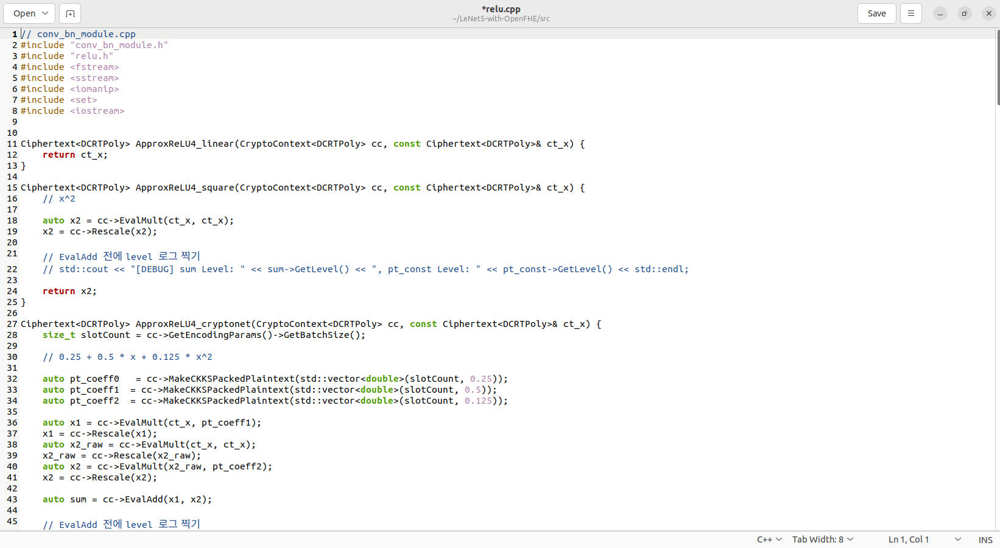 Open
*relu.cpp
~/LeNet5-with-OpenFHE/src
Save
1 // conv_bn_module.cpp
2 #include "conv_bn_module.h"
3 #include "relu.h"
4 #include <fstream>
5 #include <sstream>
6 #include <iomanip>
7 #include <set>
8 #include <iostream>
9
10
11 Ciphertext<DCRTPoly> ApproxReLU4_linear(CryptoContext<DCRTPoly> cc, const Ciphertext<DCRTPoly>& ct_x) {
12     return ct_x;
13 }
14
15 Ciphertext<DCRTPoly> ApproxReLU4_square(CryptoContext<DCRTPoly> cc, const Ciphertext<DCRTPoly>& ct_x) {
16     // x^2
17
18     auto x2 = cc->EvalMult(ct_x, ct_x);
19     x2 = cc->Rescale(x2);
20
21     // EvalAdd 전에 level 로그 찍기
22     // std::cout << "[DEBUG] sum Level: " << sum->GetLevel() << ", pt_const Level: " << pt_const->GetLevel() << std::endl;
23
24     return x2;
25 }
26
27 Ciphertext<DCRTPoly> ApproxReLU4_cryptonet(CryptoContext<DCRTPoly> cc, const Ciphertext<DCRTPoly>& ct_x) {
28     size_t slotCount = cc->GetEncodingParams()->GetBatchSize();
29
30     // 0.25 + 0.5 * x + 0.125 * x^2
31
32     auto pt_coeff0   = cc->MakeCKKSPackedPlaintext(std::vector<double>(slotCount, 0.25));
33     auto pt_coeff1  = cc->MakeCKKSPackedPlaintext(std::vector<double>(slotCount, 0.5));
34     auto pt_coeff2  = cc->MakeCKKSPackedPlaintext(std::vector<double>(slotCount, 0.125));
35
36     auto x1 = cc->EvalMult(ct_x, pt_coeff1);
37     x1 = cc->Rescale(x1);
38     auto x2_raw = cc->EvalMult(ct_x, ct_x);
39     x2_raw = cc->Rescale(x2_raw);
40     auto x2 = cc->EvalMult(x2_raw, pt_coeff2);
41     x2 = cc->Rescale(x2);
42
43     auto sum = cc->EvalAdd(x1, x2);
44
45     // EvalAdd 전에 level 로그 찍기
C++
Tab Width: 8
Ln 1, Col 1
INS